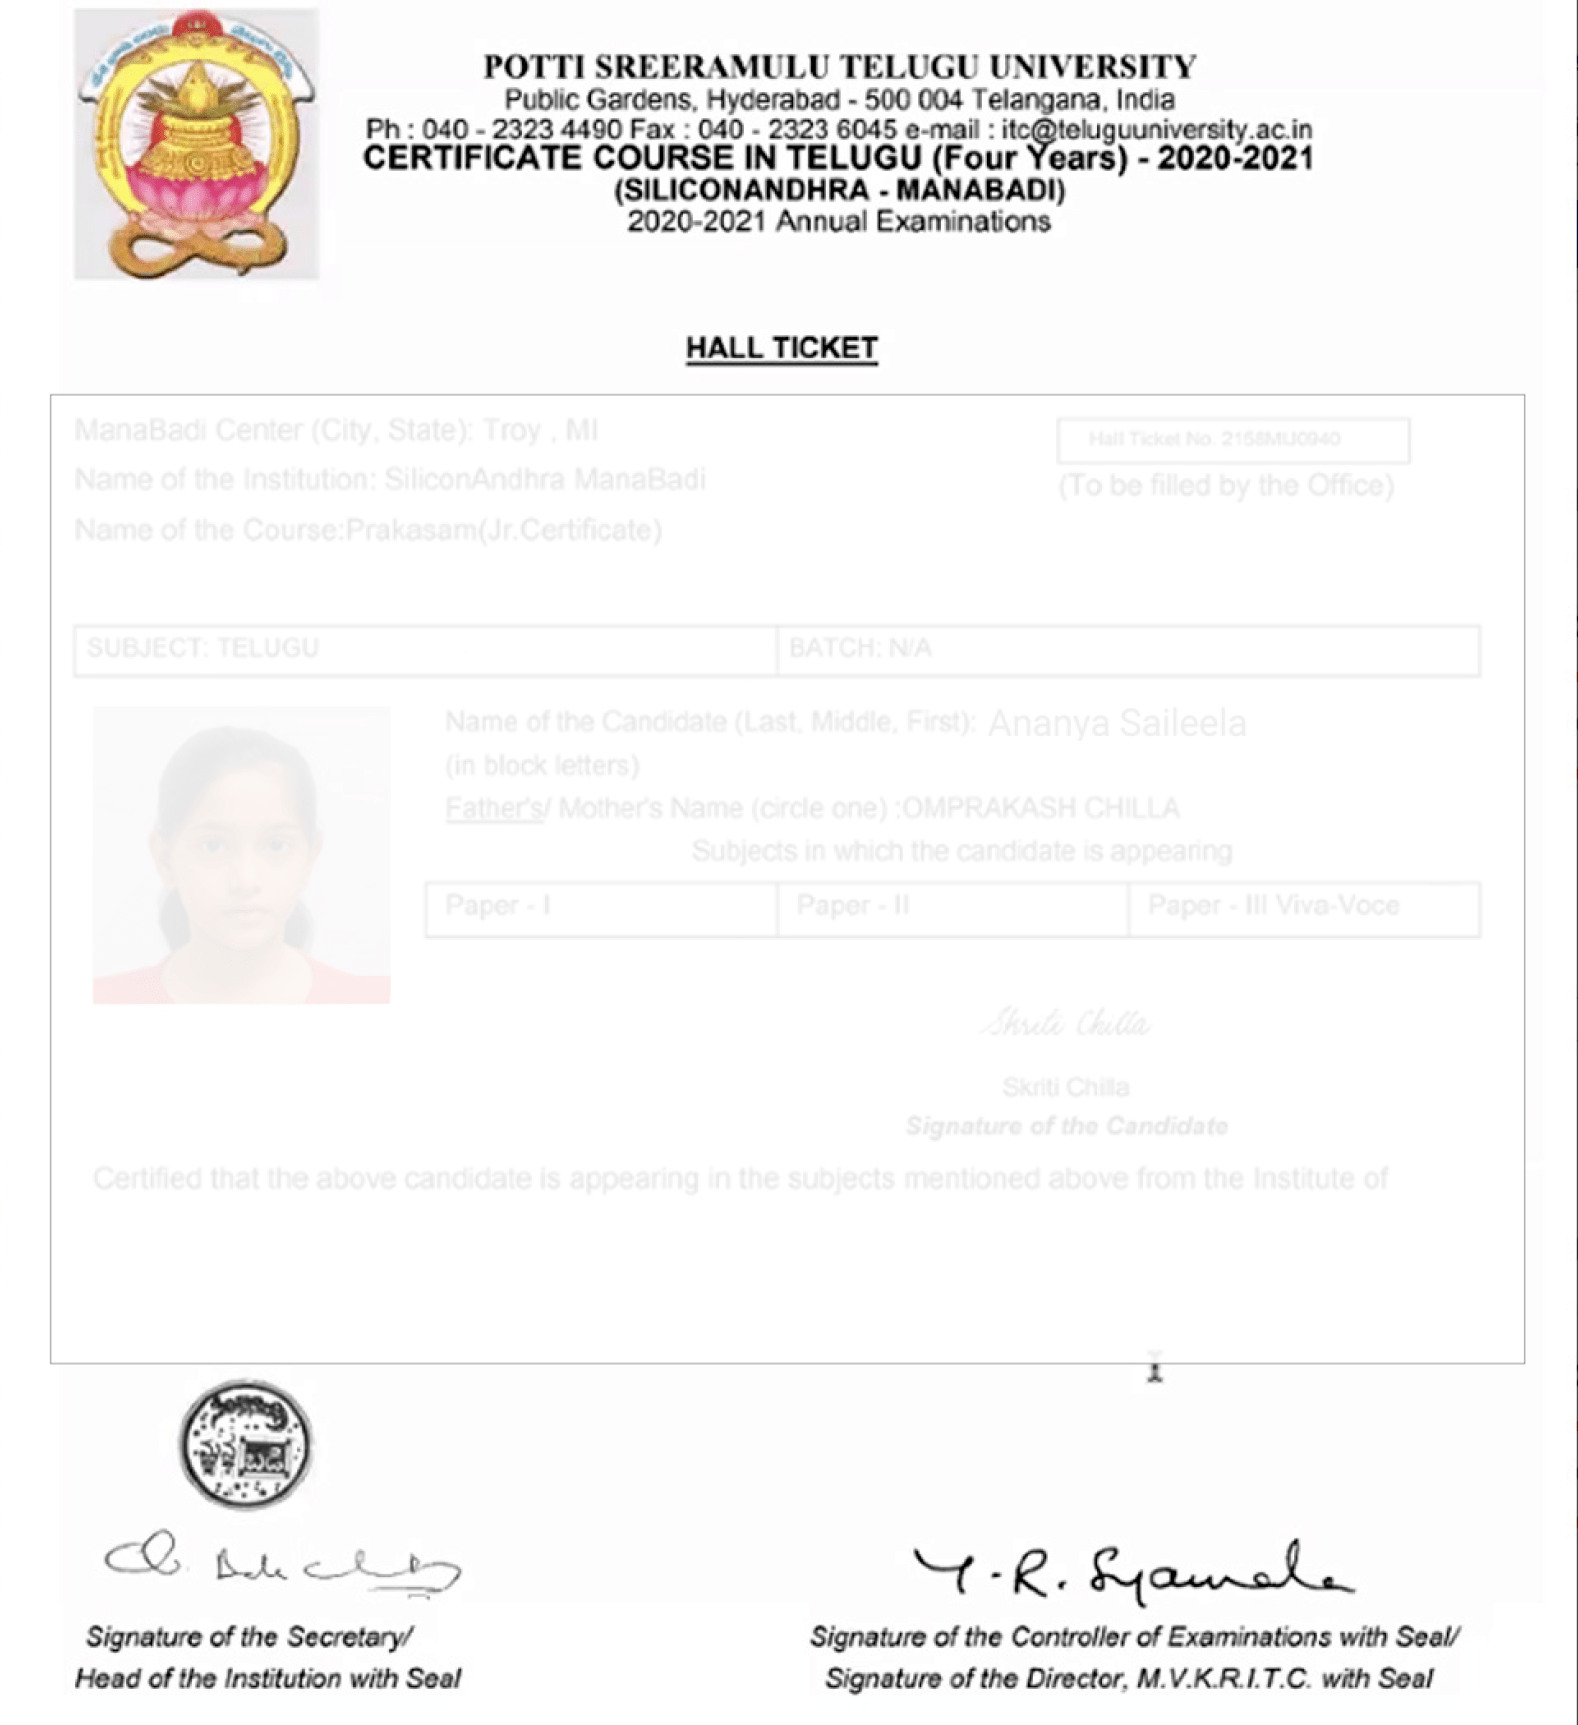 POTTI SREERAMULU TELUGU UNIVERSITY
Public Gardens, Hyderabad - 500 004 Telangana, India
Ph : 040 - 2323 4490 Fax : 040 - 2323 6045 e-mail : itc@teluguuniversity.ac.in
CERTIFICATE COURSE IN TELUGU (Four Years) - 2020-2021
(SILICONANDHRA - MANABADI)
2020-2021 Annual Examinations
HALL TICKET
ManaBadi Center (City, State): Troy , MI
Hall Ticket No. 2158MIJ0940
Name of the Institution: SiliconAndhra ManaBadi
(To be filled by the Office)
Name of the Course:Prakasam(Jr.Certificate)
SUBJECT: TELUGU
BATCH: N/A
Name of the Candidate (Last, Middle, First): Ananya Saileela
(in block letters)
Father's/ Mother's Name (circle one) :OMPRAKASH CHILLA
Subjects in which the candidate is appearing
Paper - I
Paper - II
Paper - III Viva-Voce
Skriti Chilla
Skriti Chilla
Signature of the Candidate
Certified that the above candidate is appearing in the subjects mentioned above from the Institute of
Y.R. Syamala
Signature of the Secretary/
Head of the Institution with Seal
Signature of the Controller of Examinations with Seal/
Signature of the Director, M.V.K.R.I.T.C. with Seal